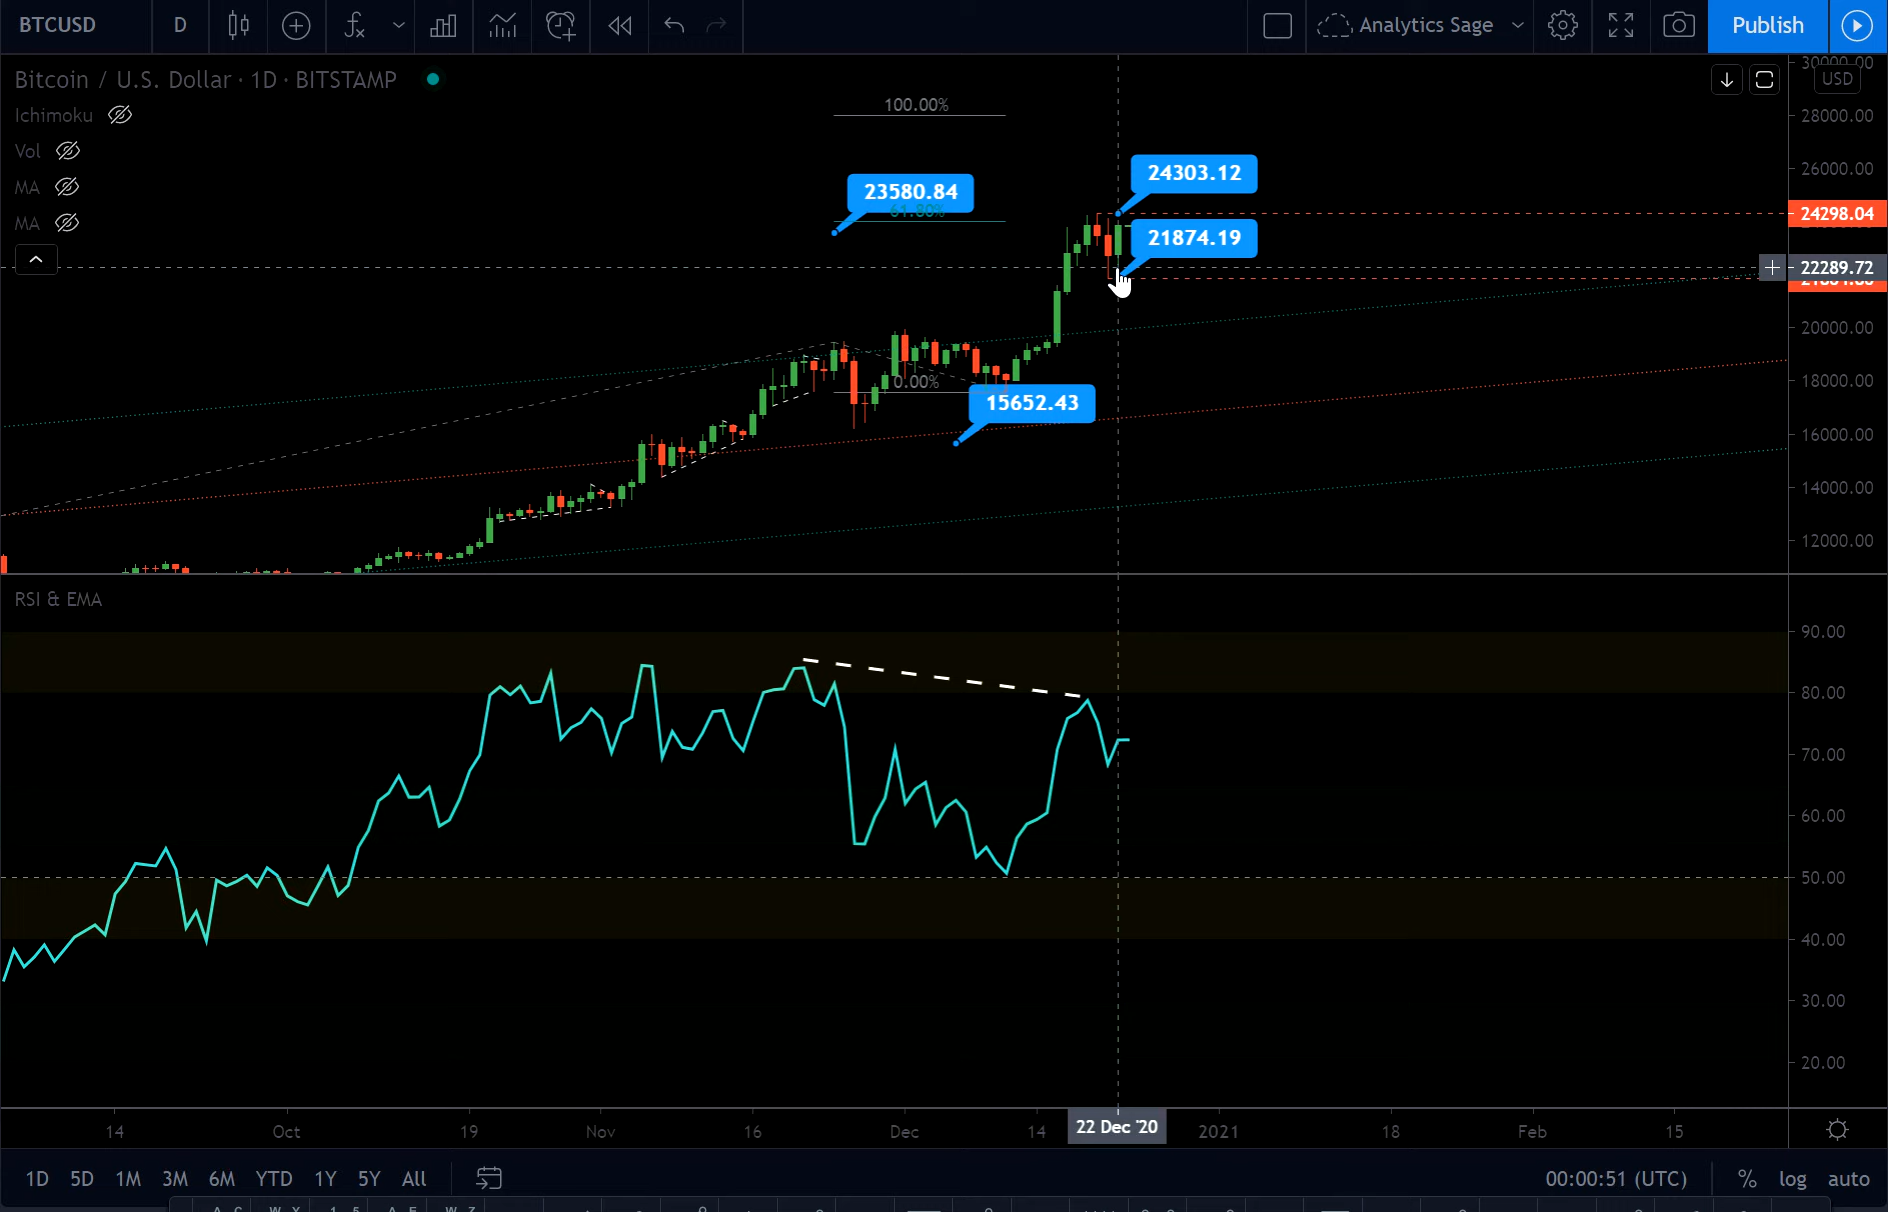 BTCUSD D Analytics Sage Publish
Bitcoin / U.S. Dollar · 1D · BITSTAMP
Ichimoku
Vol
MA
MA
100.00%
23580.84
61.80%
24303.12
21874.19
0.00%
15652.43
USD
30000.00
28000.00
26000.00
24298.04
22289.72
20000.00
18000.00
16000.00
14000.00
12000.00
RSI & EMA
90.00
80.00
70.00
60.00
50.00
40.00
30.00
20.00
14 Oct 19 Nov 16 Dec 14 22 Dec '20 2021 18 Feb 15
1D 5D 1M 3M 6M YTD 1Y 5Y All 00:00:51 (UTC) % log auto